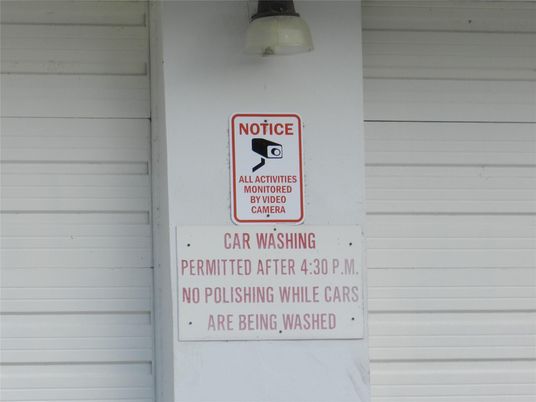 NOTICE
ALL ACTIVITIES
MONITORED
BY VIDEO
CAMERA
CAR WASHING
PERMITTED AFTER 4:30 P.M.
NO POLISHING WHILE CARS
ARE BEING WASHED